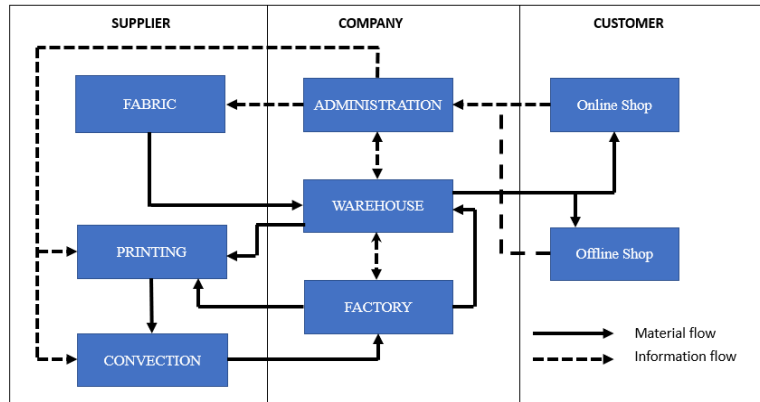 SUPPLIER
COMPANY
CUSTOMER
FABRIC
ADMINISTRATION
Online Shop
WAREHOUSE
PRINTING
Offline Shop
FACTORY
CONVECTION
Material flow
Information flow